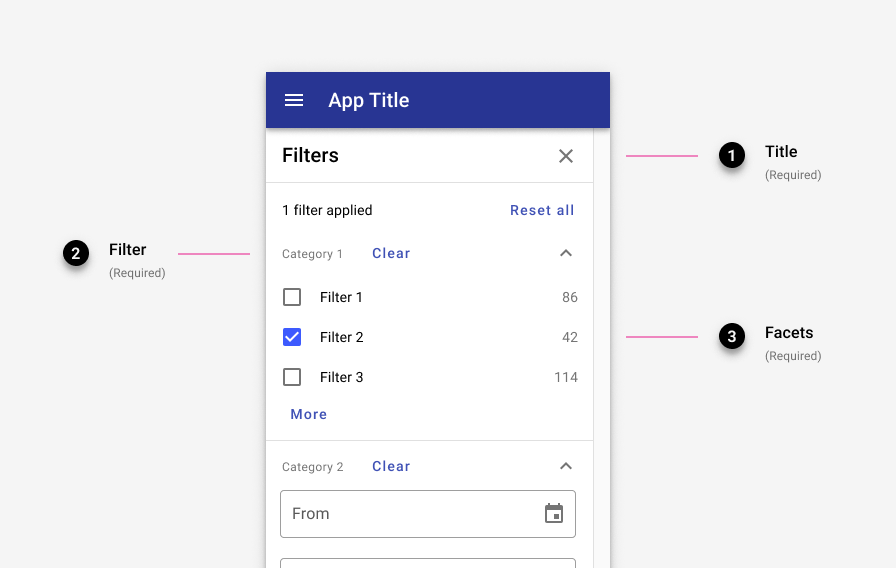 App Title
Filters
1
Title
(Required)
1 filter applied
Reset all
2
Filter
(Required)
Category 1
Clear
Filter 1
86
Filter 2
42
3
Facets
(Required)
Filter 3
114
More
Category 2
Clear
From